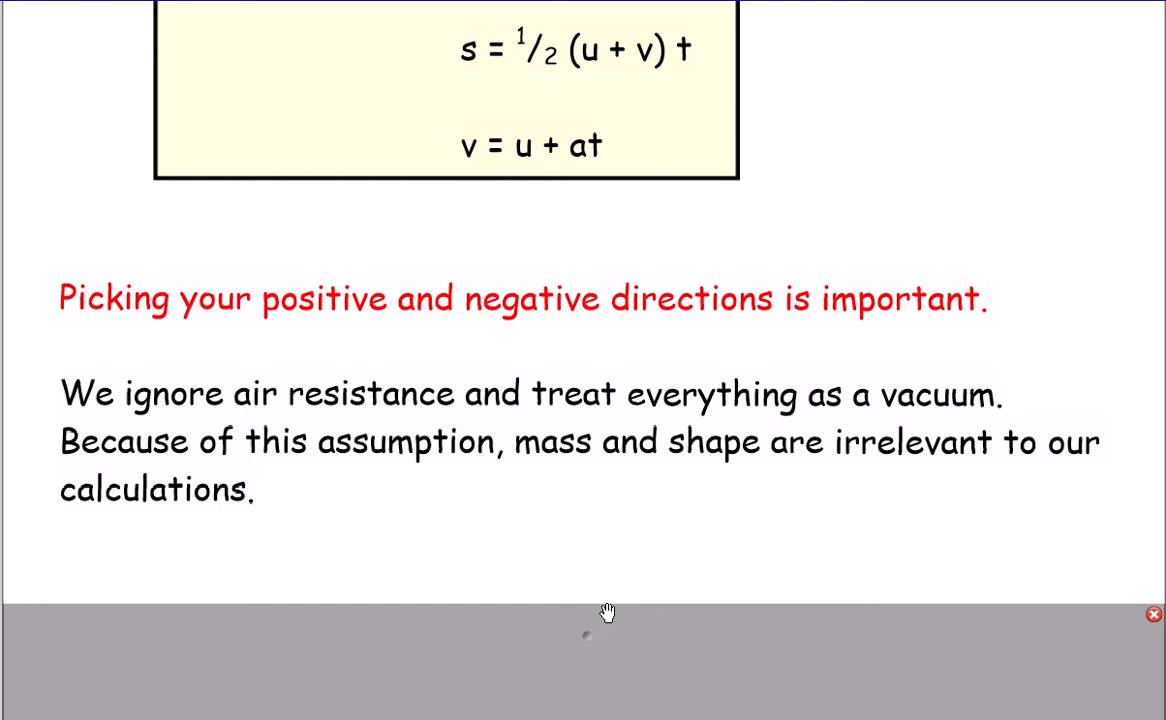 s = 1/2 (u + v) t
v = u + at
Picking your positive and negative directions is important.
We ignore air resistance and treat everything as a vacuum.
Because of this assumption, mass and shape are irrelevant to our
calculations.